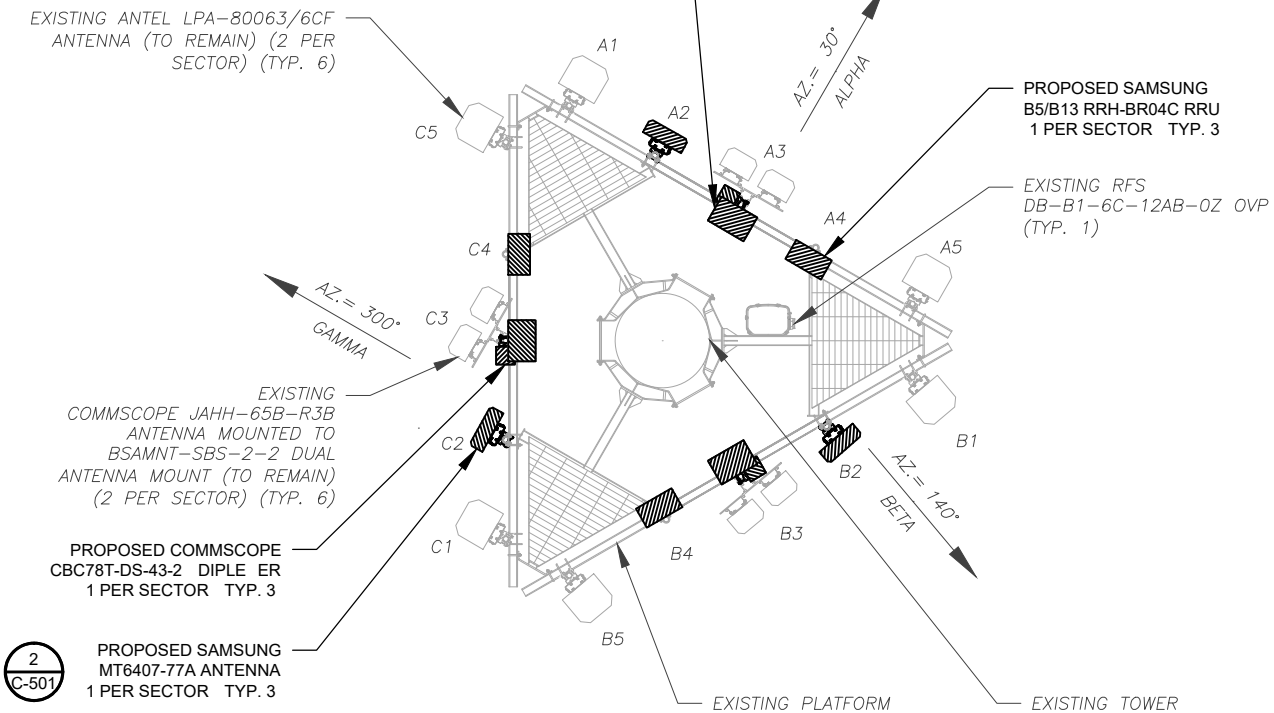 EXISTING ANTEL LPA-80063/6CF
ANTENNA (TO REMAIN) (2 PER
SECTOR) (TYP. 6)
A1
C5
A2
AZ.= 30°
ALPHA
A3
PROPOSED SAMSUNG
B5/B13 RRH-BR04C RRU
1 PER SECTOR TYP. 3
EXISTING RFS
DB-B1-6C-12AB-0Z OVP
(TYP. 1)
A4
A5
C4
AZ.= 300°
GAMMA
C3
EXISTING
COMMSCOPE JAHH-65B-R3B
ANTENNA MOUNTED TO
BSAMNT-SBS-2-2 DUAL
ANTENNA MOUNT (TO REMAIN)
(2 PER SECTOR) (TYP. 6)
C2
B1
B2
AZ.= 140°
BETA
B3
B4
C1
B5
PROPOSED COMMSCOPE
CBC78T-DS-43-2 DIPLE ER
1 PER SECTOR TYP. 3
2
C-501
PROPOSED SAMSUNG
MT6407-77A ANTENNA
1 PER SECTOR TYP. 3
EXISTING PLATFORM
EXISTING TOWER